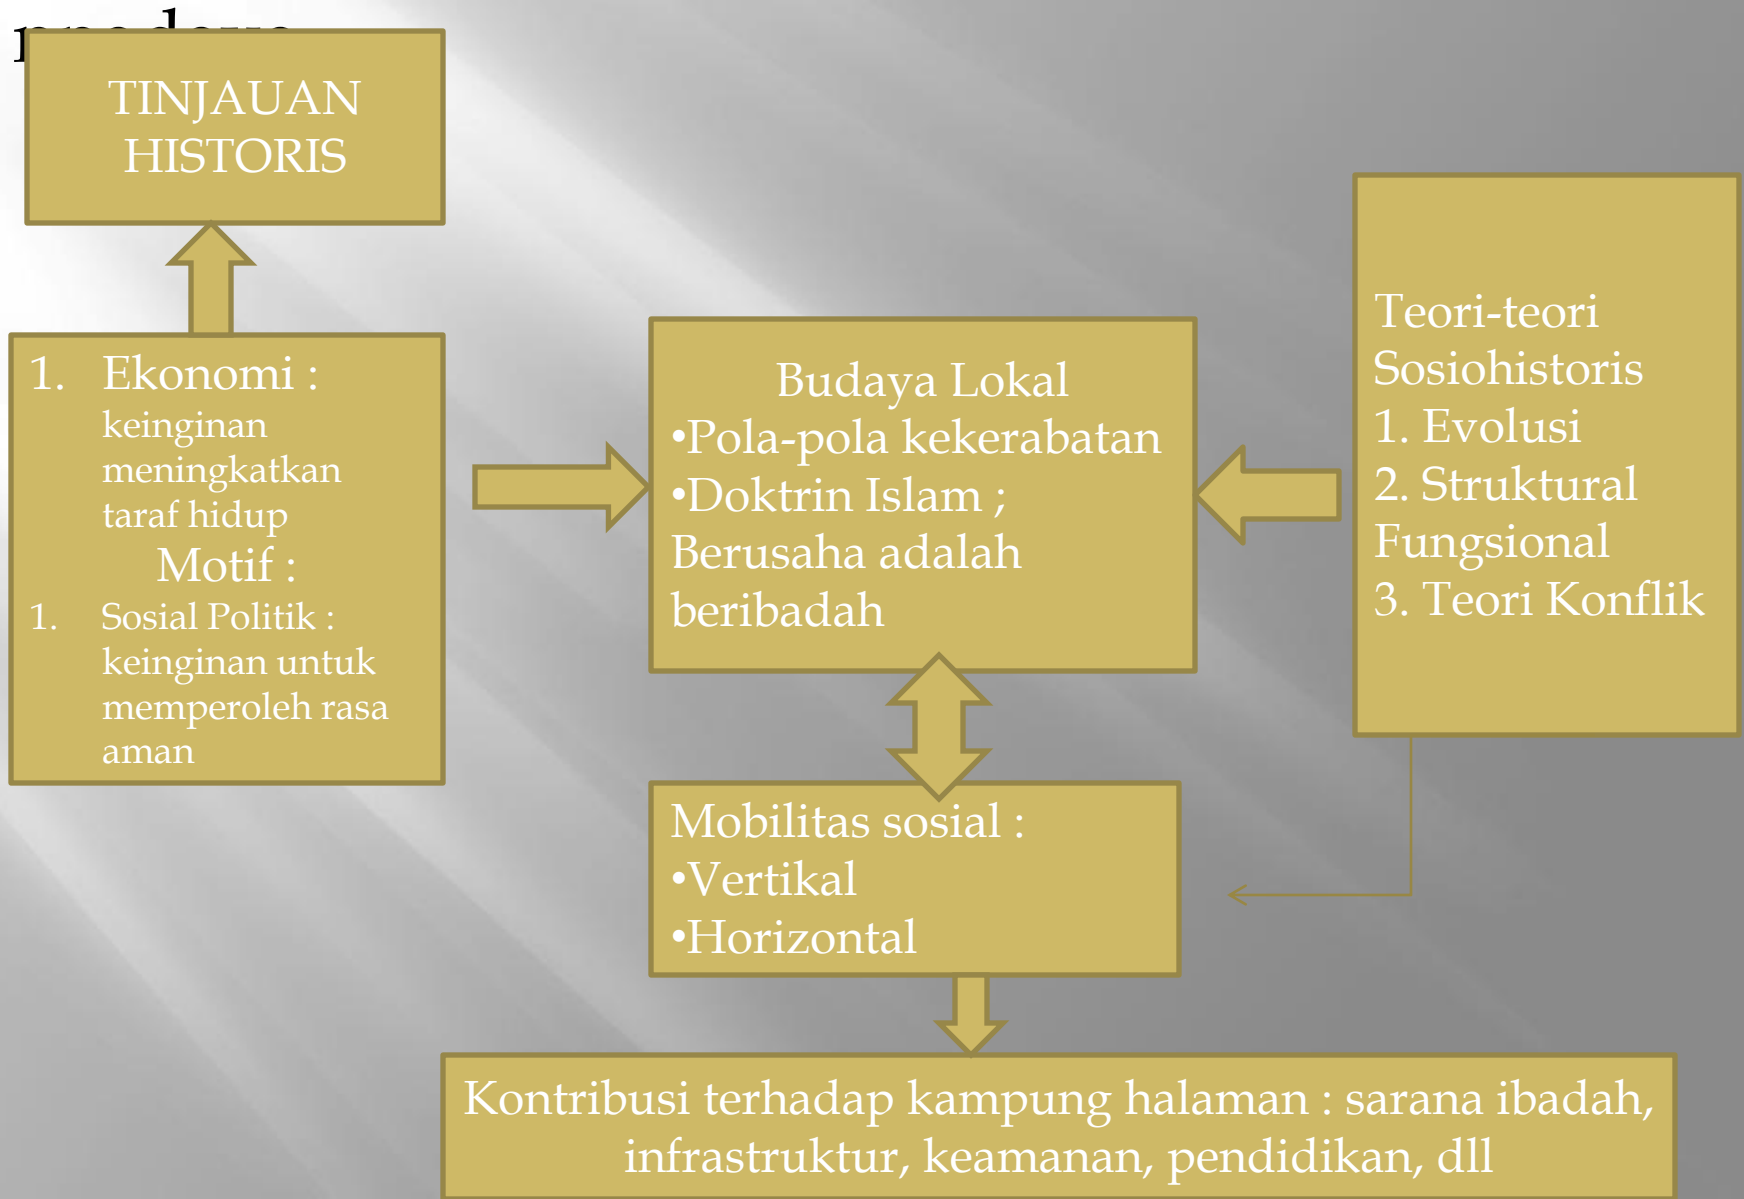 TINJAUAN
HISTORIS
1. Ekonomi :
keinginan
meningkatkan
taraf hidup
Motif :
1. Sosial Politik :
keinginan untuk
memperoleh rasa
aman
Budaya Lokal
•Pola-pola kekerabatan
•Doktrin Islam ;
Berusaha adalah
beribadah
Teori-teori
Sosiohistoris
1. Evolusi
2. Struktural
Fungsional
3. Teori Konflik
Mobilitas sosial :
•Vertikal
•Horizontal
Kontribusi terhadap kampung halaman : sarana ibadah,
infrastruktur, keamanan, pendidikan, dll